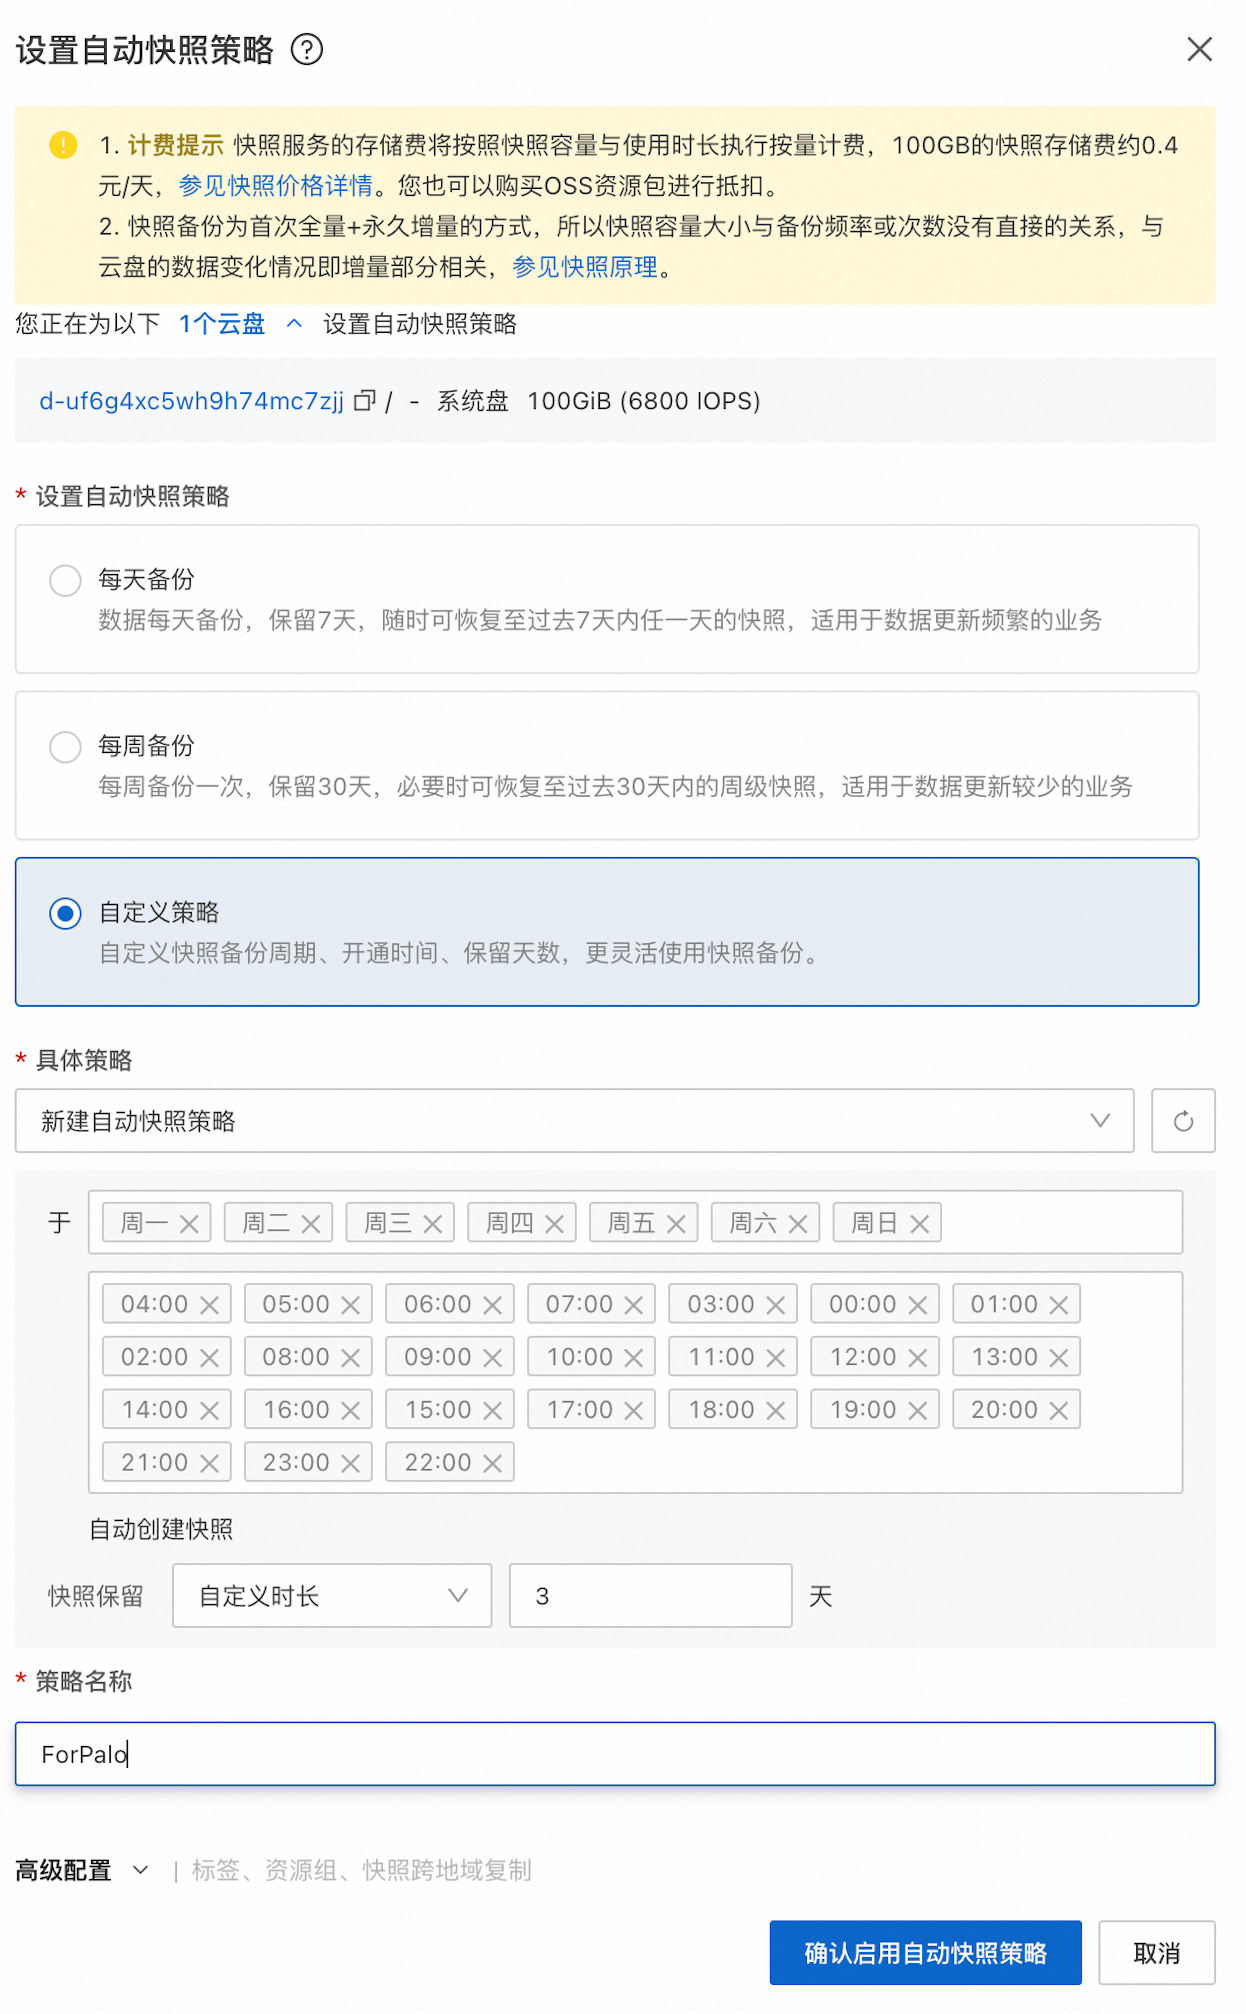 设置自动快照策略
1. 计费提示 快照服务的存储费将按照快照容量与使用时长执行按量计费，100GB的快照存储费约0.4
元/天，参见快照价格详情。您也可以购买OSS资源包进行抵扣。
2. 快照备份为首次全量+永久增量的方式，所以快照容量大小与备份频率或次数没有直接的关系，与
云盘的数据变化情况即增量部分相关，参见快照原理。
您正在为以下 1个云盘 设置自动快照策略
d-uf6g4xc5wh9h74mc7zjj / - 系统盘 100GiB (6800 IOPS)
* 设置自动快照策略
每天备份
数据每天备份，保留7天，随时可恢复至过去7天内任一天的快照，适用于数据更新频繁的业务
每周备份
每周备份一次，保留30天，必要时可恢复至过去30天内的周级快照，适用于数据更新较少的业务
自定义策略
自定义快照备份周期、开通时间、保留天数，更灵活使用快照备份。
* 具体策略
新建自动快照策略
于 周一 周二 周三 周四 周五 周六 周日
04:00 05:00 06:00 07:00 03:00 00:00 01:00
02:00 08:00 09:00 10:00 11:00 12:00 13:00
14:00 16:00 15:00 17:00 18:00 19:00 20:00
21:00 23:00 22:00
自动创建快照
快照保留 自定义时长 3 天
* 策略名称
ForPalo
高级配置 | 标签、资源组、快照跨地域复制
确认启用自动快照策略 取消